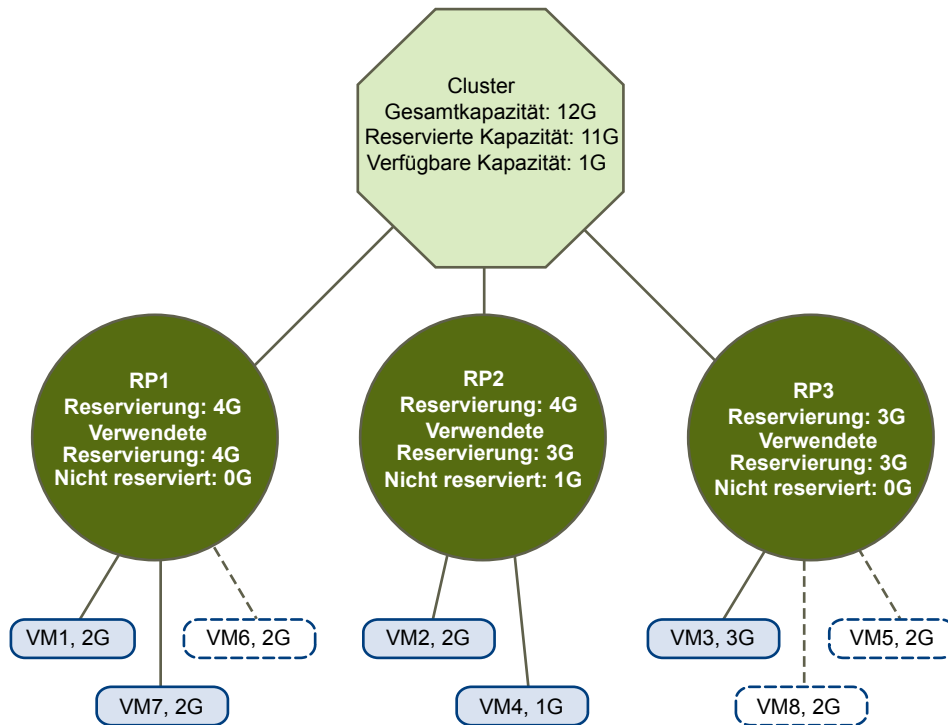 Cluster
Gesamtkapazität: 12G
Reservierte Kapazität: 11G
Verfügbare Kapazität: 1G
RP1
Reservierung: 4G
Verwendete
Reservierung: 4G
Nicht reserviert: 0G
RP2
Reservierung: 4G
Verwendete
Reservierung: 3G
Nicht reserviert: 1G
RP3
Reservierung: 3G
Verwendete
Reservierung: 3G
Nicht reserviert: 0G
VM1, 2G
VM6, 2G
VM2, 2G
VM3, 3G
VM5, 2G
VM7, 2G
VM4, 1G
VM8, 2G